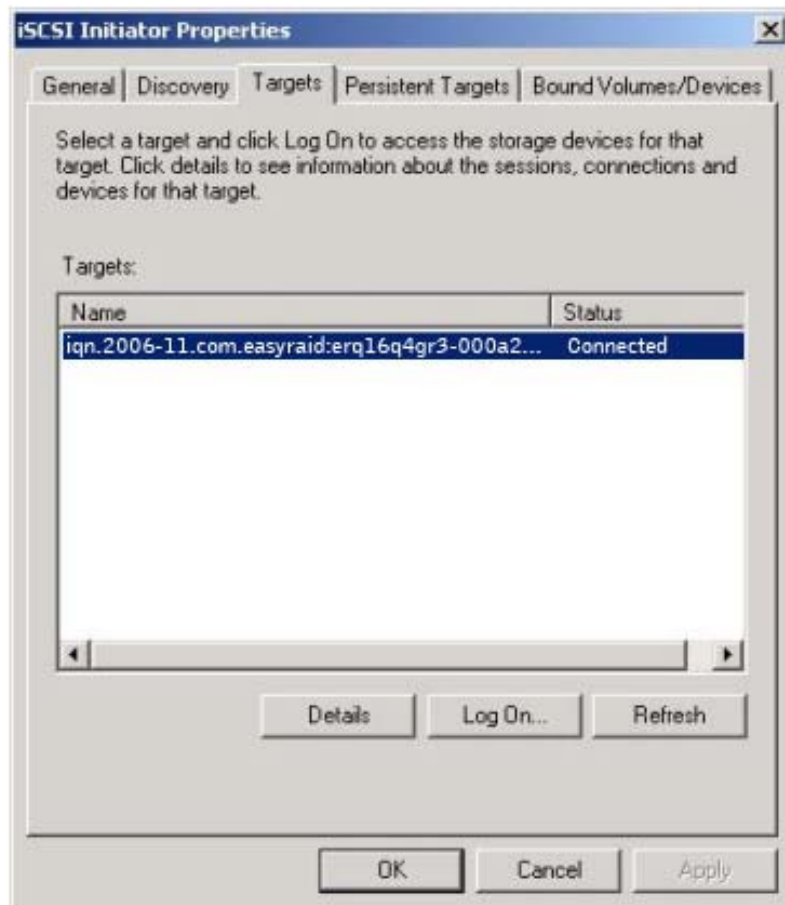 iSCSI Initiator Properties
General Discovery Targets Persistent Targets Bound Volumes/Devices
Select a target and click Log On to access the storage devices for that
target. Click details to see information about the sessions, connections and
devices for that target.
Targets:
Name Status
iqn.2006-11.com.easyraid:erq16q4gr3-000a2... Connected
Details Log On... Refresh
OK Cancel Apply